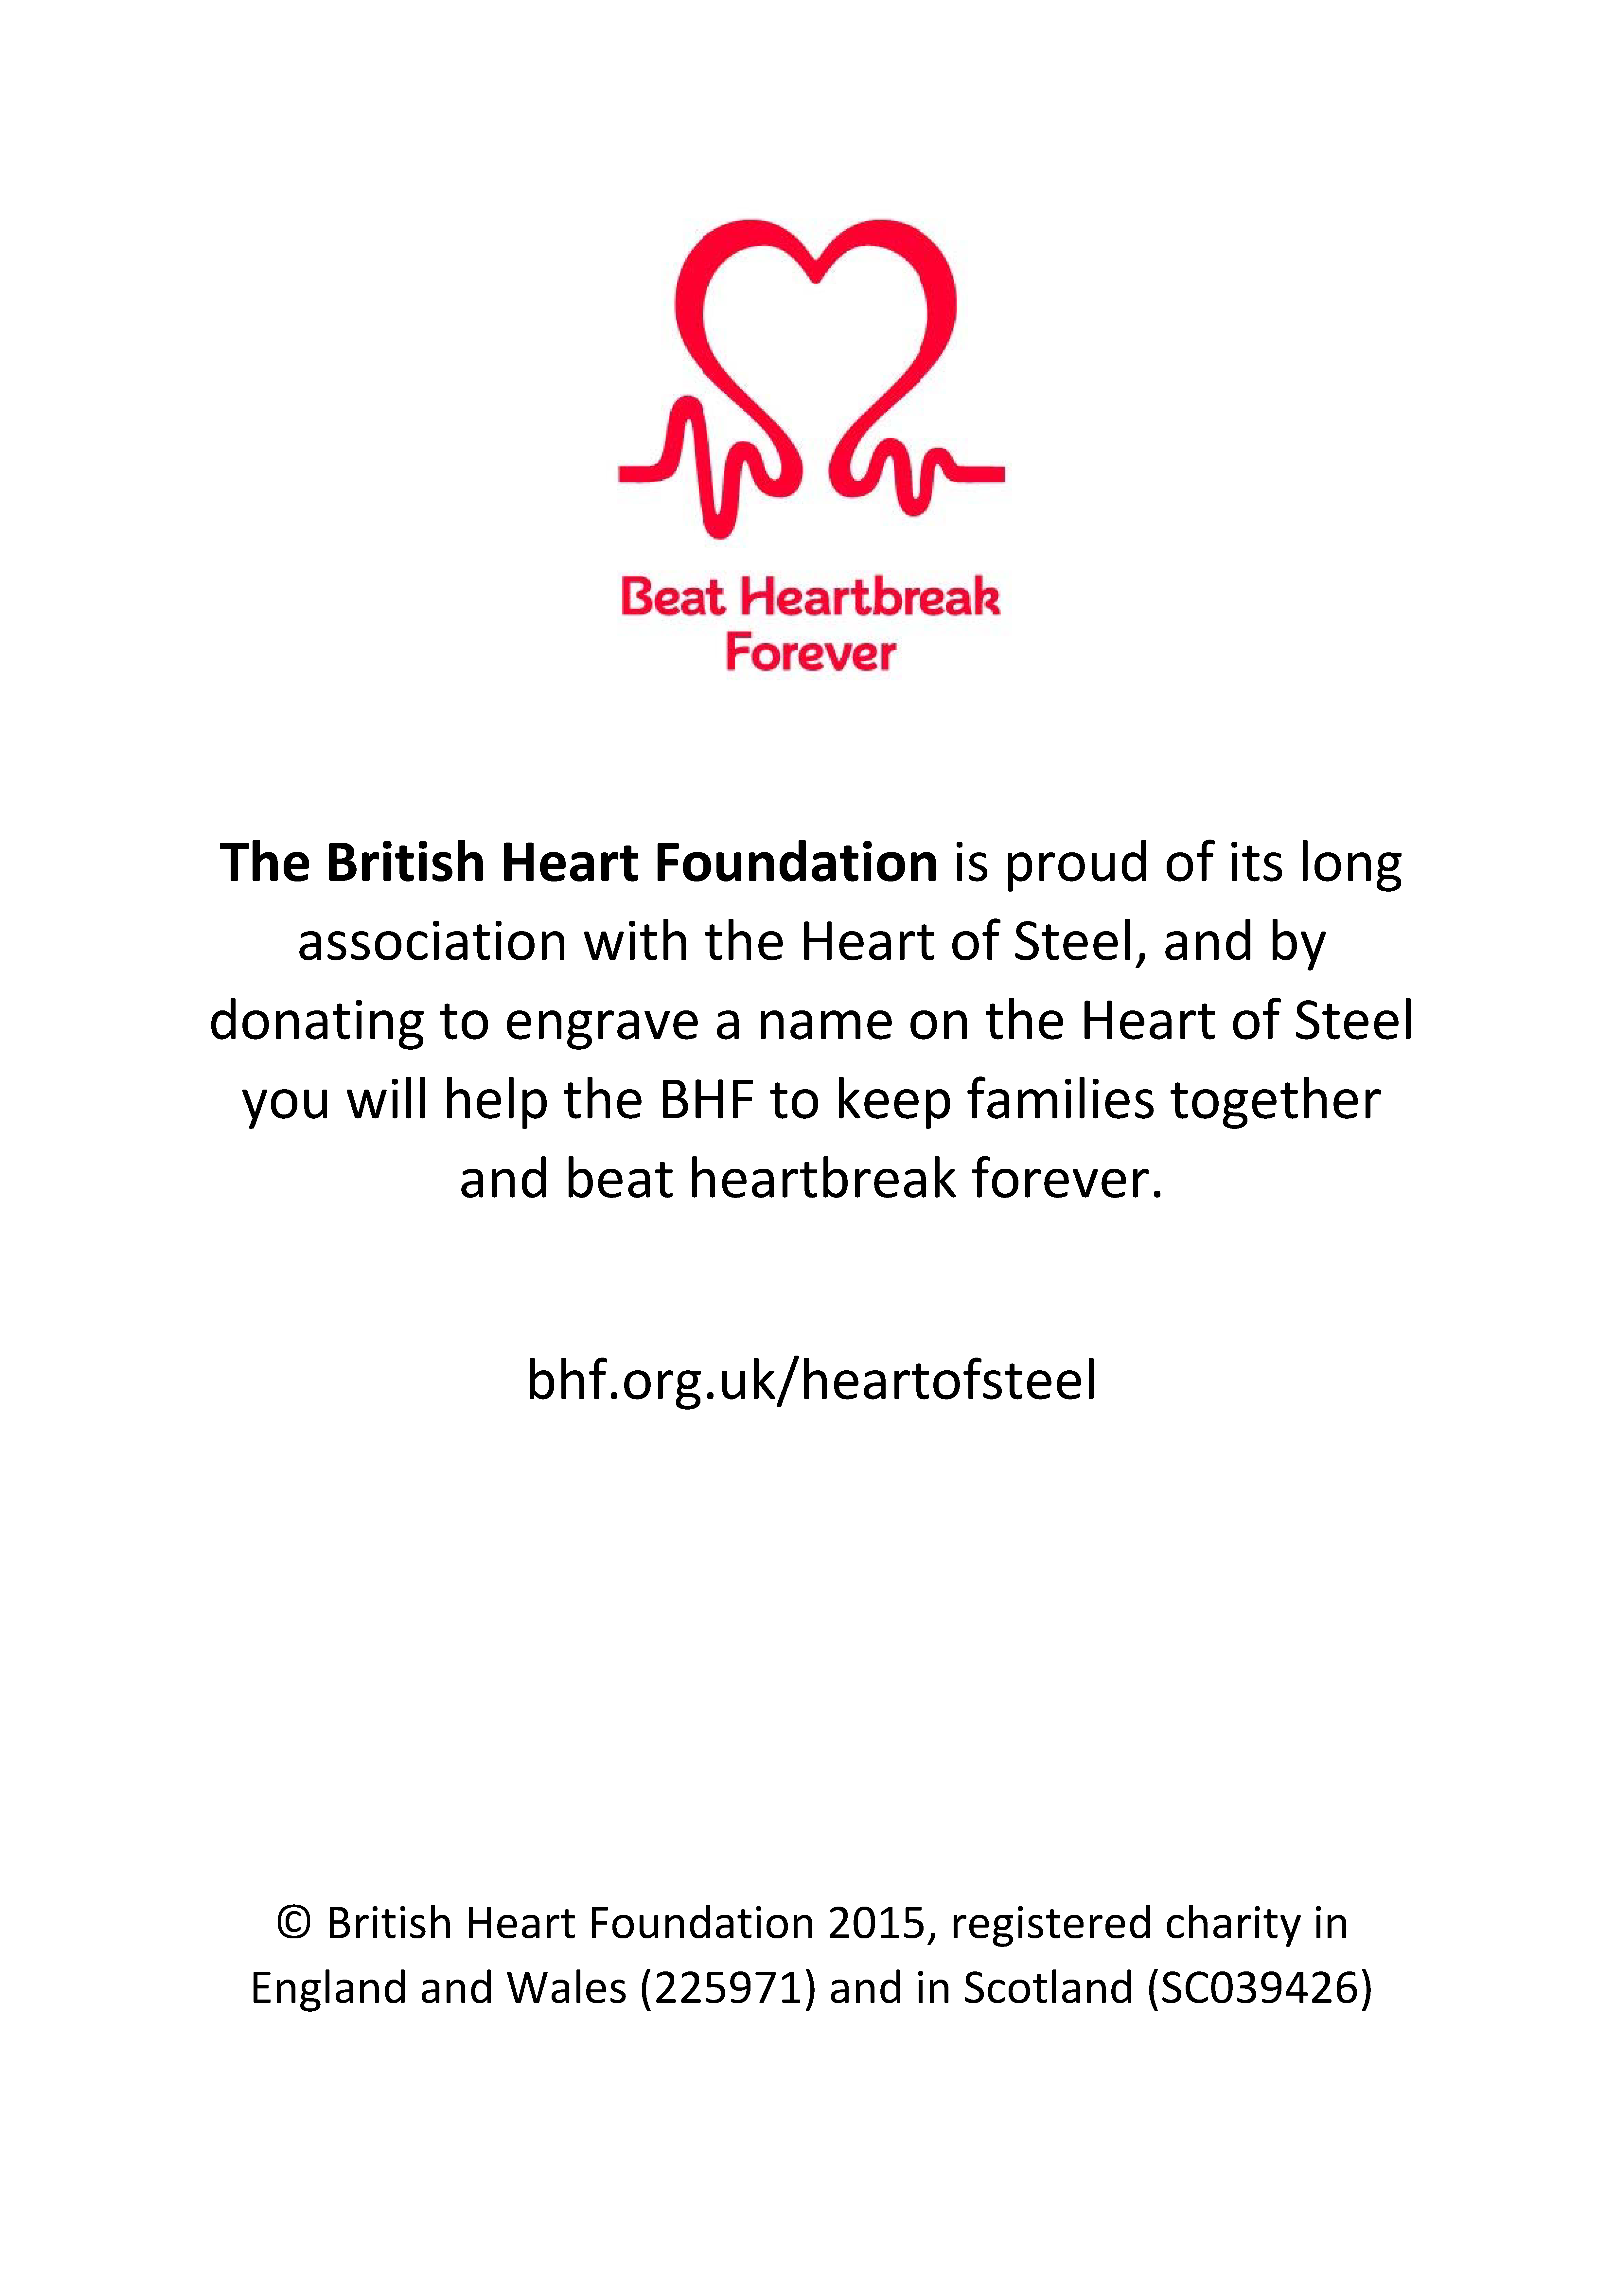 Beat Heartbreak
Forever
The British Heart Foundation is proud of its long
association with the Heart of Steel, and by
donating to engrave a name on the Heart of Steel
you will help the BHF to keep families together
and beat heartbreak forever.
bhf.org.uk/heartofsteel
© British Heart Foundation 2015, registered charity in
England and Wales (225971) and in Scotland (SC039426)